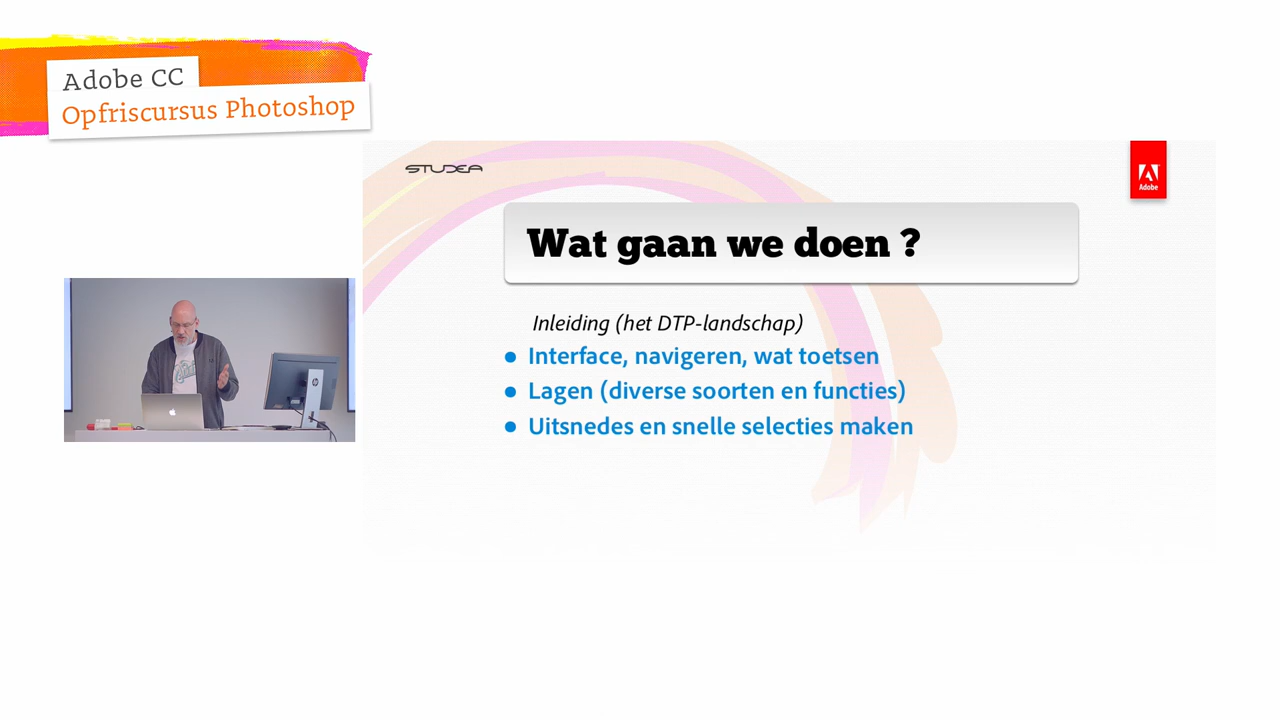 Adobe CC
Opfriscursus Photoshop
STUDEA
Adobe
Wat gaan we doen ?
Inleiding (het DTP-landschap)
• Interface, navigeren, wat toetsen
• Lagen (diverse soorten en functies)
• Uitsnedes en snelle selecties maken